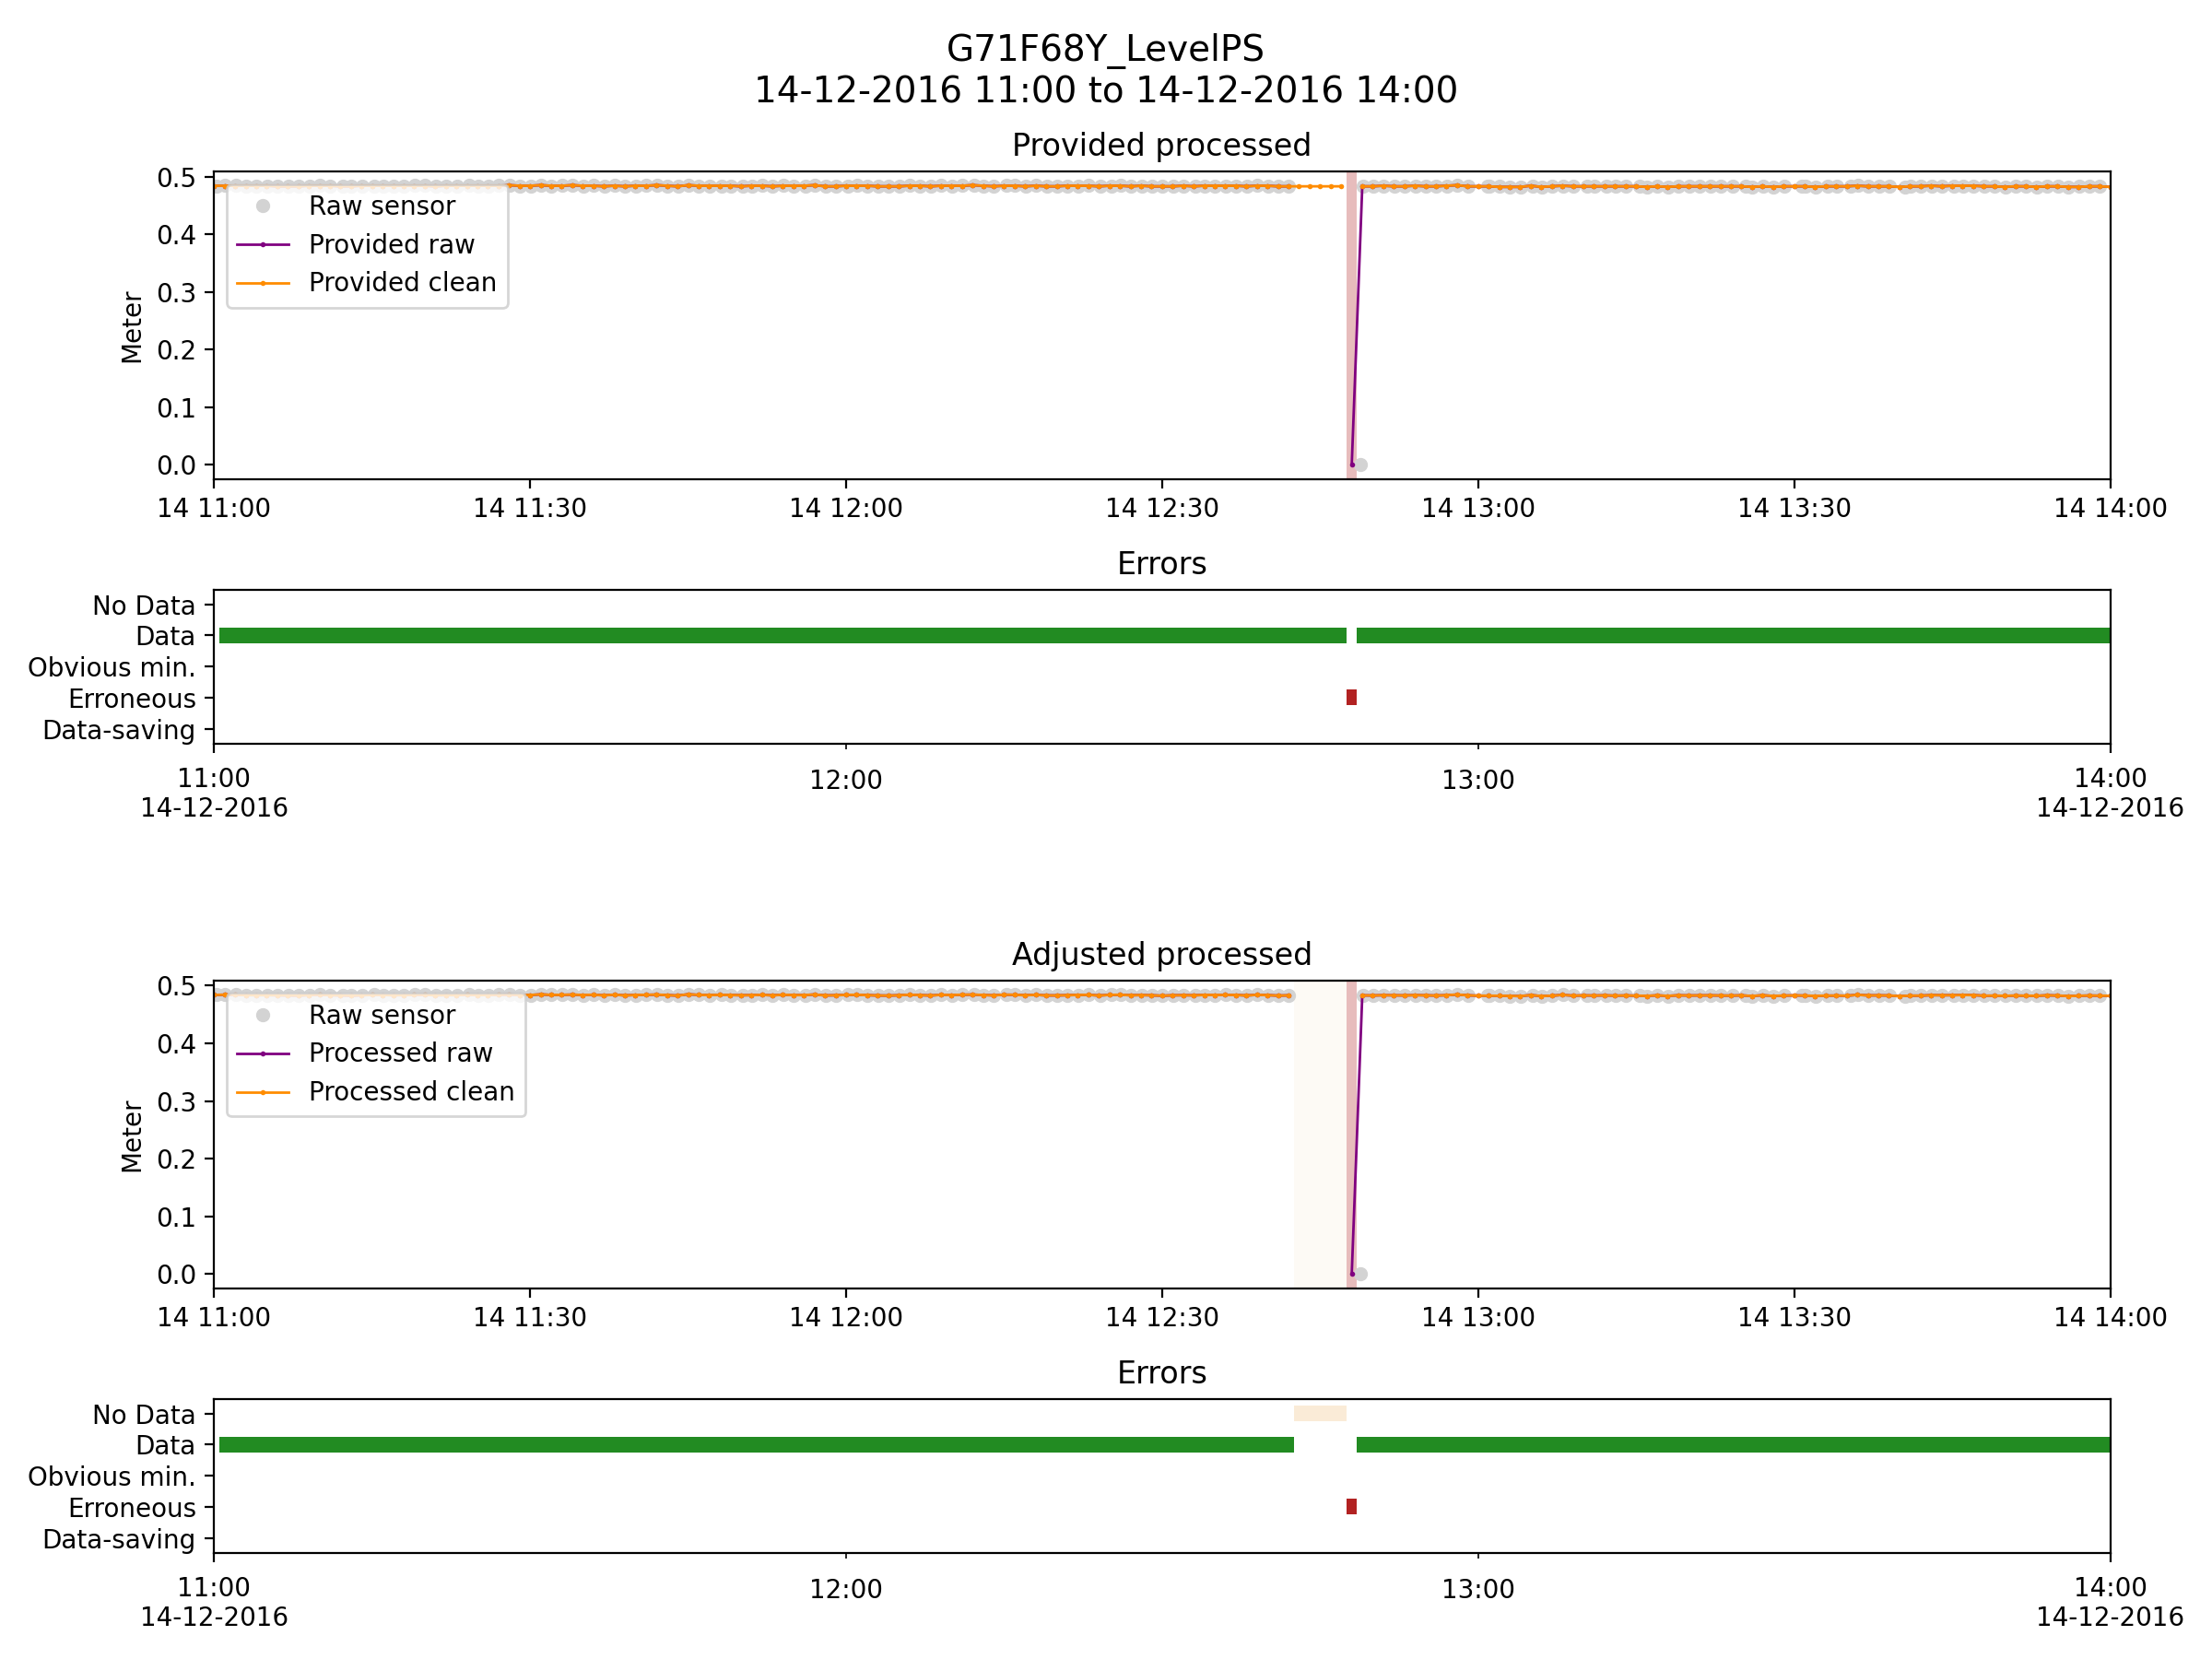 G71F68Y_LevelPS
14-12-2016 11:00 to 14-12-2016 14:00
Provided processed
Meter
0.5
0.4
0.3
0.2
0.1
0.0
Raw sensor
Provided raw
Provided clean
14 11:00 14 11:30 14 12:00 14 12:30 14 13:00 14 13:30 14 14:00
Errors
No Data
Data
Obvious min.
Erroneous
Data-saving
11:00 12:00 13:00 14:00
14-12-2016 14-12-2016
Adjusted processed
Meter
0.5
0.4
0.3
0.2
0.1
0.0
Raw sensor
Processed raw
Processed clean
14 11:00 14 11:30 14 12:00 14 12:30 14 13:00 14 13:30 14 14:00
Errors
No Data
Data
Obvious min.
Erroneous
Data-saving
11:00 12:00 13:00 14:00
14-12-2016 14-12-2016